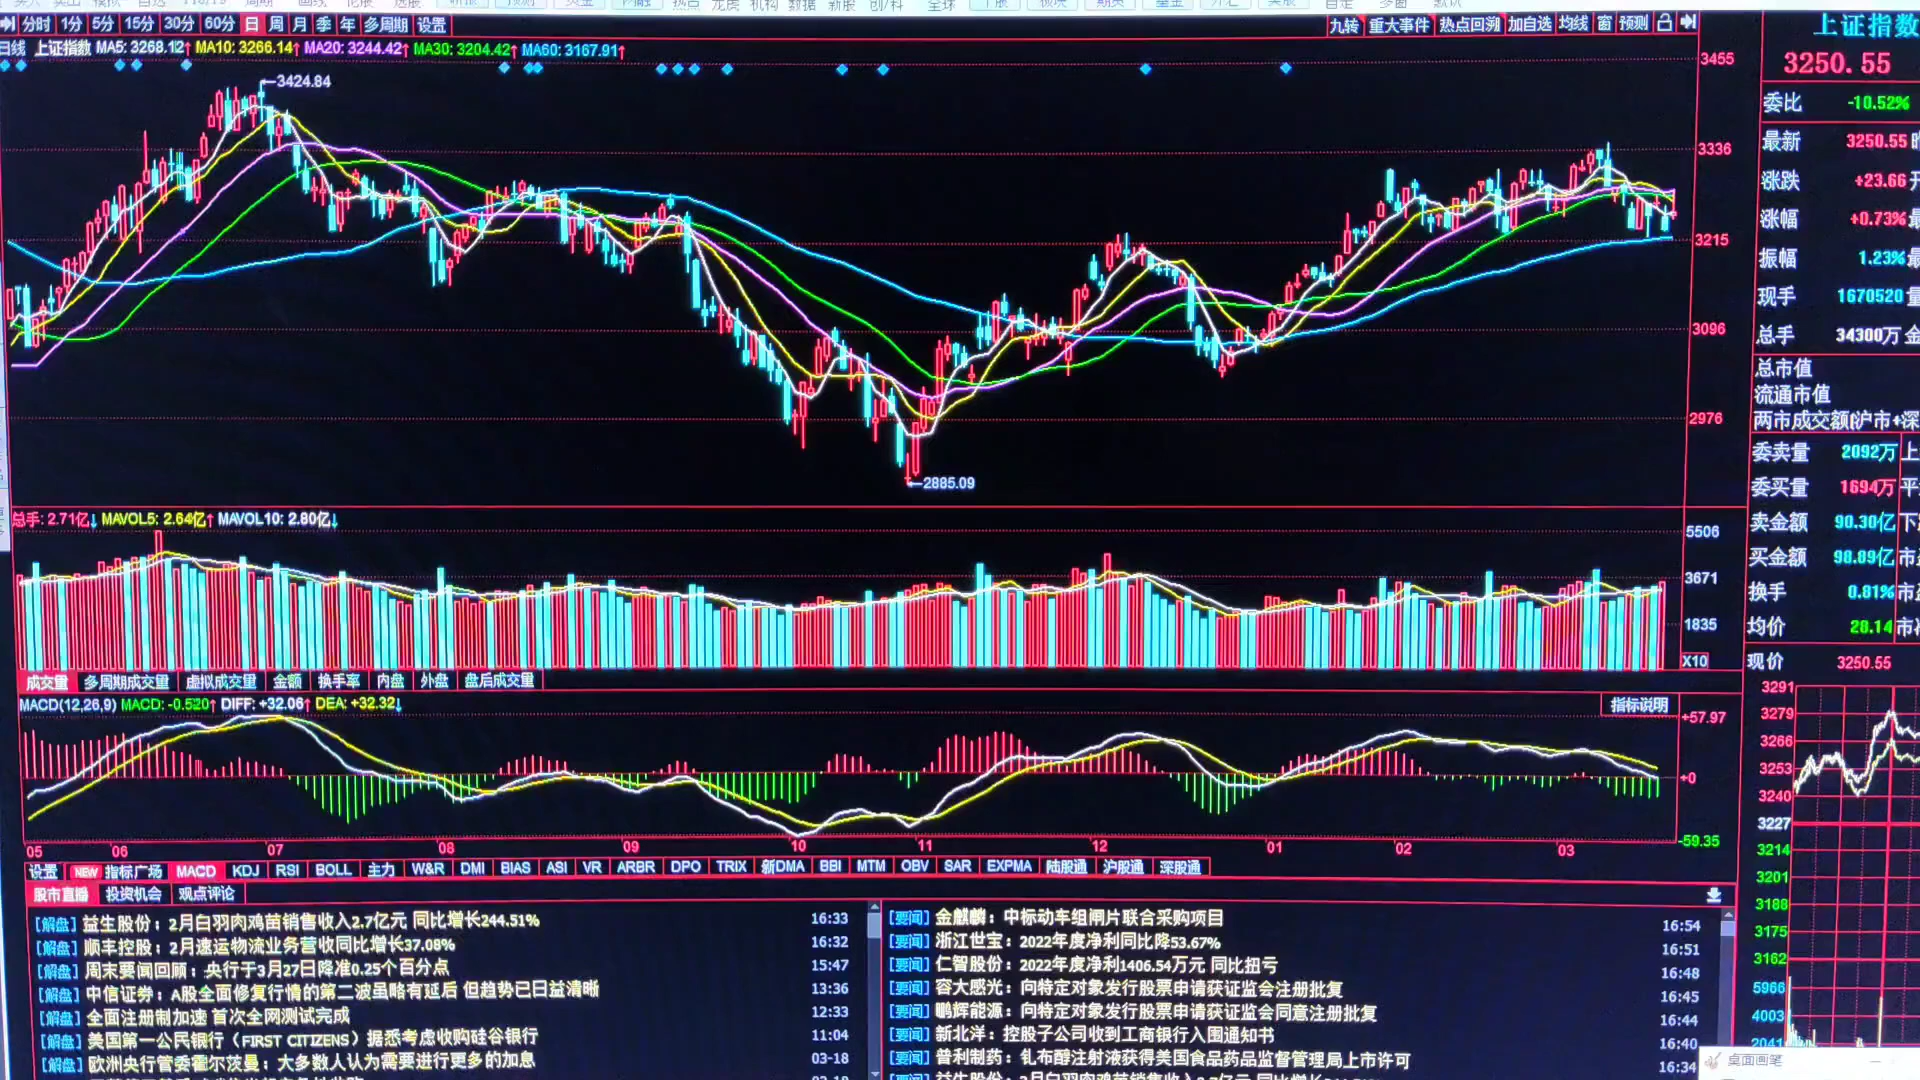 分时 1分 5分 15分 30分 60分 日 周 月 季 年 多周期 设置
九转 重大事件 热点回溯 加自选 均线 窗 预测
日线 上证指数 MA5: 3268.12↑ MA10: 3266.14↑ MA20: 3244.42↑ MA30: 3204.42↑ MA60: 3167.91↑
3424.84
2885.09
3455
3336
3215
3096
2976
总手: 2.71亿↓ MAVOL5: 2.64亿↑ MAVOL10: 2.80亿↓
5506
3671
1835
X10
成交量 多周期成交量 虚拟成交量 金额 换手率 内盘 外盘 盘后成交量
MACD(12,26,9) MACD: -0.520↑ DIFF: +32.06↑ DEA: +32.32↓
指标说明
+57.97
+0
-59.35
05 06 07 08 09 10 11 12 01 02 03
设置 NEW 指标广场 MACD KDJ RSI BOLL 主力 W&R DMI BIAS ASI VR ARBR DPO TRIX 新DMA BBI MTM OBV SAR EXPMA 陆股通 沪股通 深股通
股市直播 投资机会 观点评论
[解盘] 益生股份：2月白羽肉鸡苗销售收入2.7亿元 同比增长244.51% 16:33
[解盘] 顺丰控股：2月速运物流业务营收同比增长37.08% 16:32
[解盘] 周末要闻回顾：央行于3月27日降准0.25个百分点 15:47
[解盘] 中信证券：A股全面修复行情的第二波虽略有延后 但趋势已日益清晰 13:36
[解盘] 全面注册制加速 首次全网测试完成 12:33
[解盘] 美国第一公民银行（FIRST CITIZENS）据悉考虑收购硅谷银行 11:04
[解盘] 欧洲央行管委霍尔茨曼：大多数人认为需要进行更多的加息 03-18
[要闻] 金麒麟：中标动车组闸片联合采购项目 16:54
[要闻] 浙江世宝：2022年度净利同比降53.67% 16:51
[要闻] 仁智股份：2022年度净利1406.54万元 同比扭亏 16:48
[要闻] 容大感光：向特定对象发行股票申请获证监会注册批复 16:45
[要闻] 鹏辉能源：向特定对象发行股票申请获证监会同意注册批复 16:44
[要闻] 新北洋：控股子公司收到工商银行入围通知书 16:40
[要闻] 普利制药：钆布醇注射液获得美国食品药品监督管理局上市许可 16:34
上证指数
3250.55
委比 -10.52%
最新 3250.55
涨跌 +23.66
涨幅 +0.73%
振幅 1.23%
现手 1670520
总手 34300万
总市值
流通市值
两市成交额(沪市+深
委卖量 2092万
委买量 1694万
卖金额 90.30亿
买金额 98.89亿
换手 0.81%
均价 20.14
现价 3250.55
3291
3279
3266
3253
3240
3227
3214
3201
3188
3175
3162
5966
4003
2041
桌面画笔